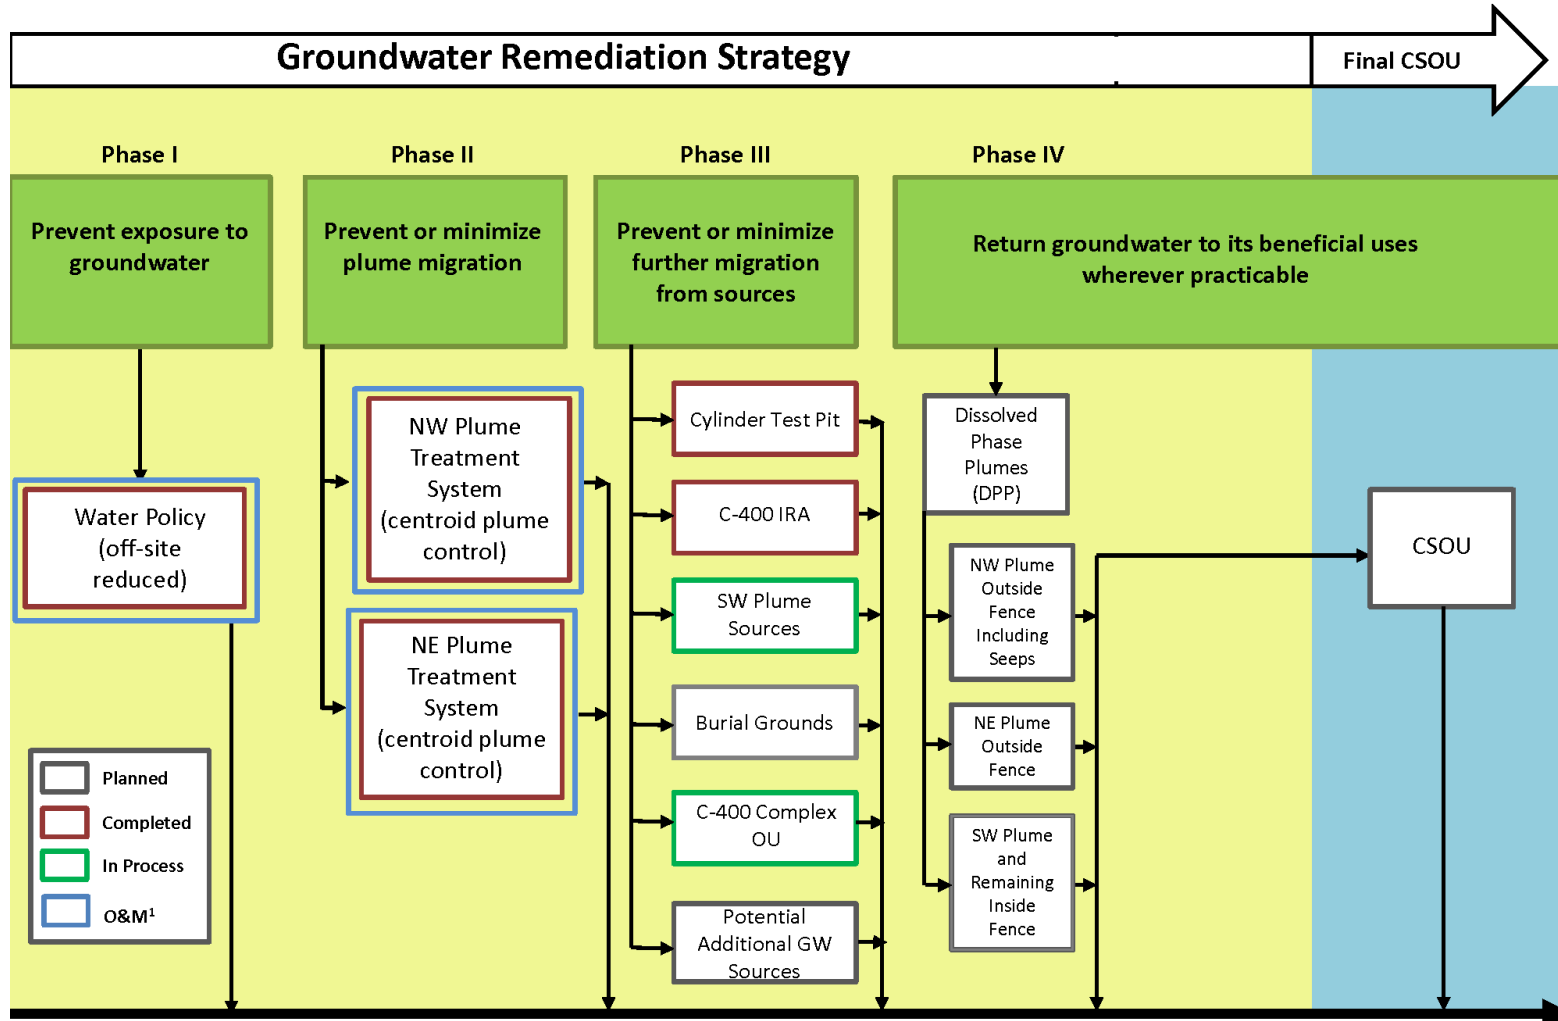 Groundwater Remediation Strategy
Final CSOU
Phase I
Phase II
Phase III
Phase IV
Prevent exposure to
groundwater
Prevent or minimize
plume migration
Prevent or minimize
further migration
from sources
Return groundwater to its beneficial uses
wherever practicable
Water Policy
(off-site
reduced)
NW Plume
Treatment
System
(centroid plume
control)
NE Plume
Treatment
System
(centroid plume
control)
Cylinder Test Pit
C-400 IRA
SW Plume
Sources
Burial Grounds
C-400 Complex
OU
Potential
Additional GW
Sources
Dissolved
Phase
Plumes
(DPP)
NW Plume
Outside
Fence
Including
Seeps
NE Plume
Outside
Fence
SW Plume
and
Remaining
Inside
Fence
CSOU
Planned
Completed
In Process
O&M¹